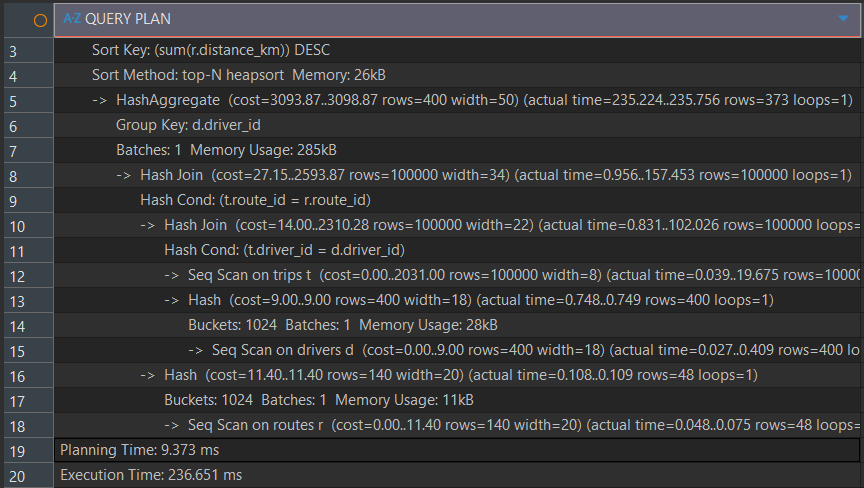 A-Z QUERY PLAN
3 Sort Key: (sum(r.distance_km)) DESC
4 Sort Method: top-N heapsort  Memory: 26kB
5 -> HashAggregate  (cost=3093.87..3098.87 rows=400 width=50) (actual time=235.224..235.756 rows=373 loops=1)
6 Group Key: d.driver_id
7 Batches: 1  Memory Usage: 285kB
8 -> Hash Join  (cost=27.15..2593.87 rows=100000 width=34) (actual time=0.956..157.453 rows=100000 loops=1)
9 Hash Cond: (t.route_id = r.route_id)
10 -> Hash Join  (cost=14.00..2310.28 rows=100000 width=22) (actual time=0.831..102.026 rows=100000 loops=
11 Hash Cond: (t.driver_id = d.driver_id)
12 -> Seq Scan on trips t  (cost=0.00..2031.00 rows=100000 width=8) (actual time=0.039..19.675 rows=10000
13 -> Hash  (cost=9.00..9.00 rows=400 width=18) (actual time=0.748..0.749 rows=400 loops=1)
14 Buckets: 1024  Batches: 1  Memory Usage: 28kB
15 -> Seq Scan on drivers d  (cost=0.00..9.00 rows=400 width=18) (actual time=0.027..0.409 rows=400 lo
16 -> Hash  (cost=11.40..11.40 rows=140 width=20) (actual time=0.108..0.109 rows=48 loops=1)
17 Buckets: 1024  Batches: 1  Memory Usage: 11kB
18 -> Seq Scan on routes r  (cost=0.00..11.40 rows=140 width=20) (actual time=0.048..0.075 rows=48 loops=
19 Planning Time: 9.373 ms
20 Execution Time: 236.651 ms